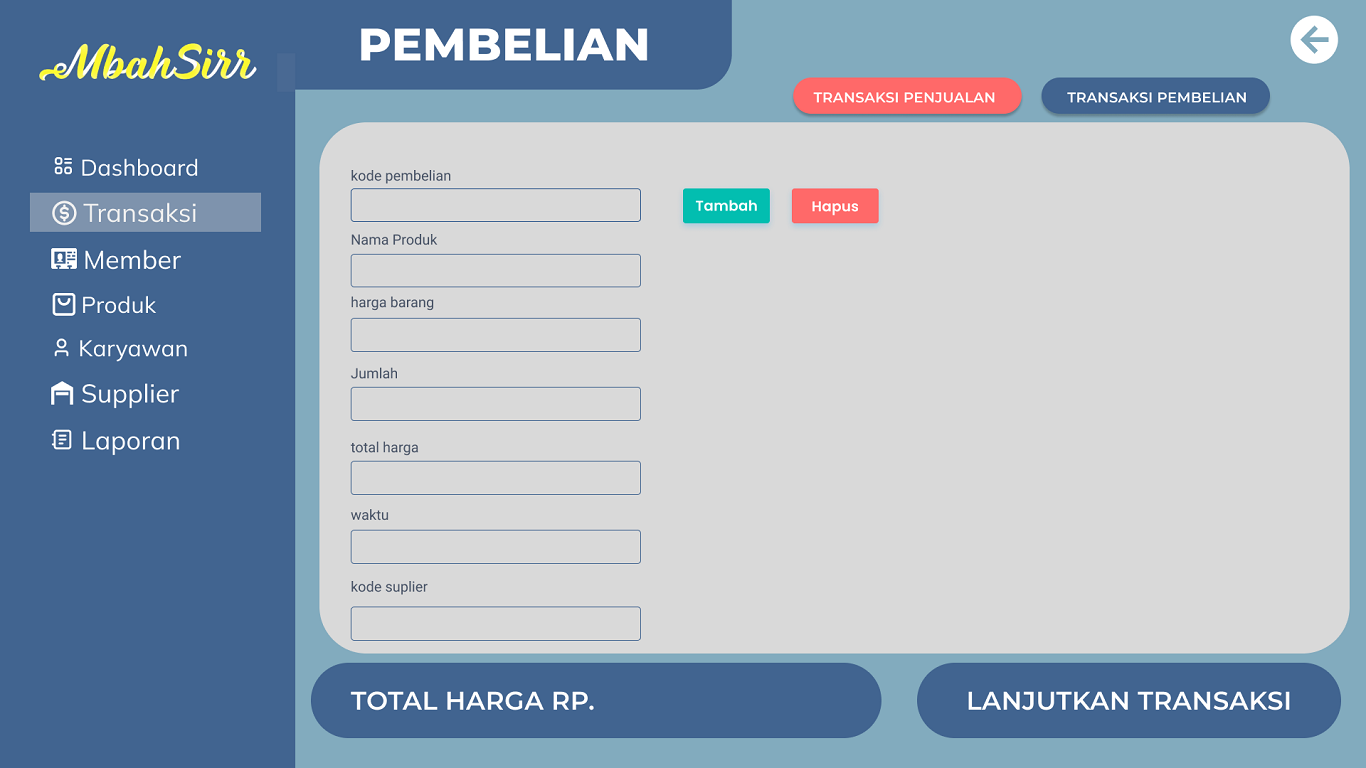 MbahSirr
PEMBELIAN
TRANSAKSI PENJUALAN
TRANSAKSI PEMBELIAN
Dashboard
Transaksi
Member
Produk
Karyawan
Supplier
Laporan
kode pembelian
Tambah
Hapus
Nama Produk
harga barang
Jumlah
total harga
waktu
kode suplier
TOTAL HARGA RP.
LANJUTKAN TRANSAKSI